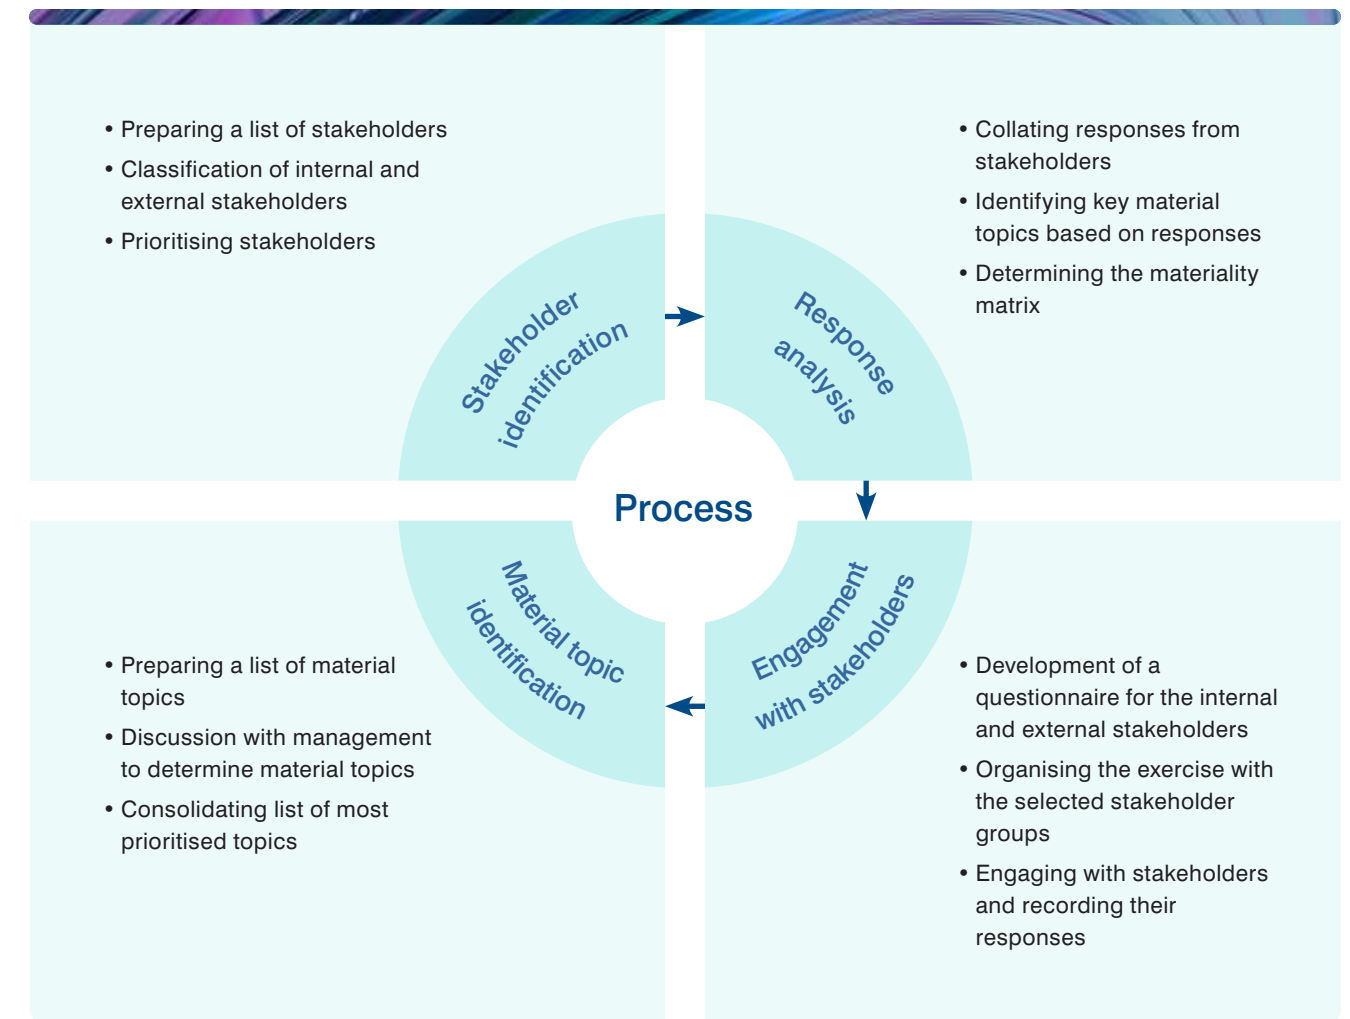 • Preparing a list of stakeholders
• Classification of internal and
external stakeholders
• Prioritising stakeholders
Stakeholder
identification
• Collating responses from
stakeholders
• Identifying key material
topics based on responses
• Determining the materiality
matrix
Response
analysis
Process
• Preparing a list of material
topics
• Discussion with management
to determine material topics
• Consolidating list of most
prioritised topics
Material topic
identification
Engagement
with stakeholders
• Development of a
questionnaire for the internal
and external stakeholders
• Organising the exercise with
the selected stakeholder
groups
• Engaging with stakeholders
and recording their
responses